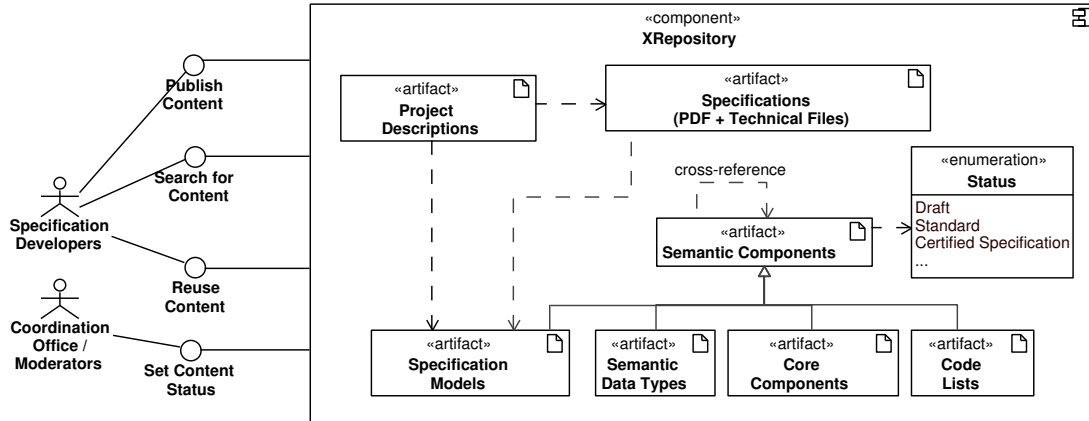 «component»
XRepository
Publish
Content
«artifact»
Project
Descriptions
«artifact»
Specifications
(PDF + Technical Files)
Search for
Content
cross-reference
«enumeration»
Status
Draft
Standard
Certified Specification
...
Specification
Developers
«artifact»
Semantic Components
Reuse
Content
Coordination
Office /
Moderators
Set Content
Status
«artifact»
Specification
Models
«artifact»
Semantic
Data Types
«artifact»
Core
Components
«artifact»
Code
Lists